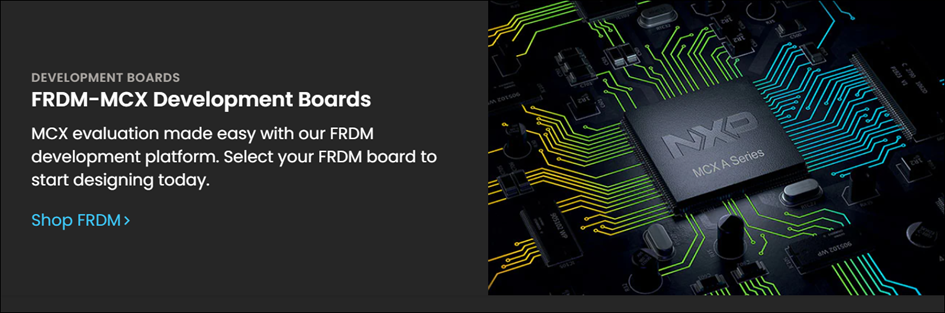 DEVELOPMENT BOARDS
FRDM-MCX Development Boards
MCX evaluation made easy with our FRDM
development platform. Select your FRDM board to
start designing today.
Shop FRDM >
NXP
MCX A Series